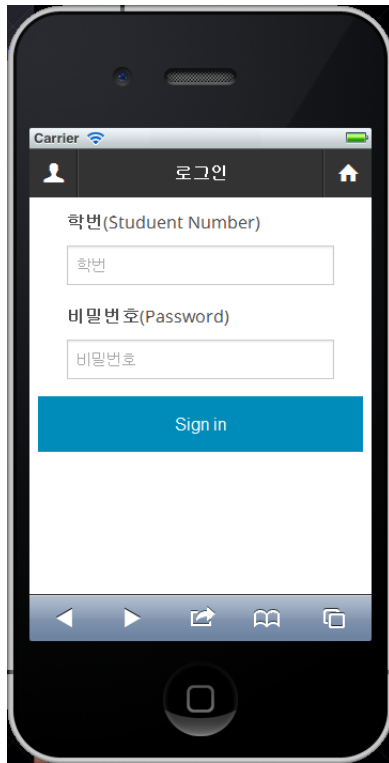 Carrier
로그인
학번(Studuent Number)
학번
비밀번호(Password)
비밀번호
Sign in